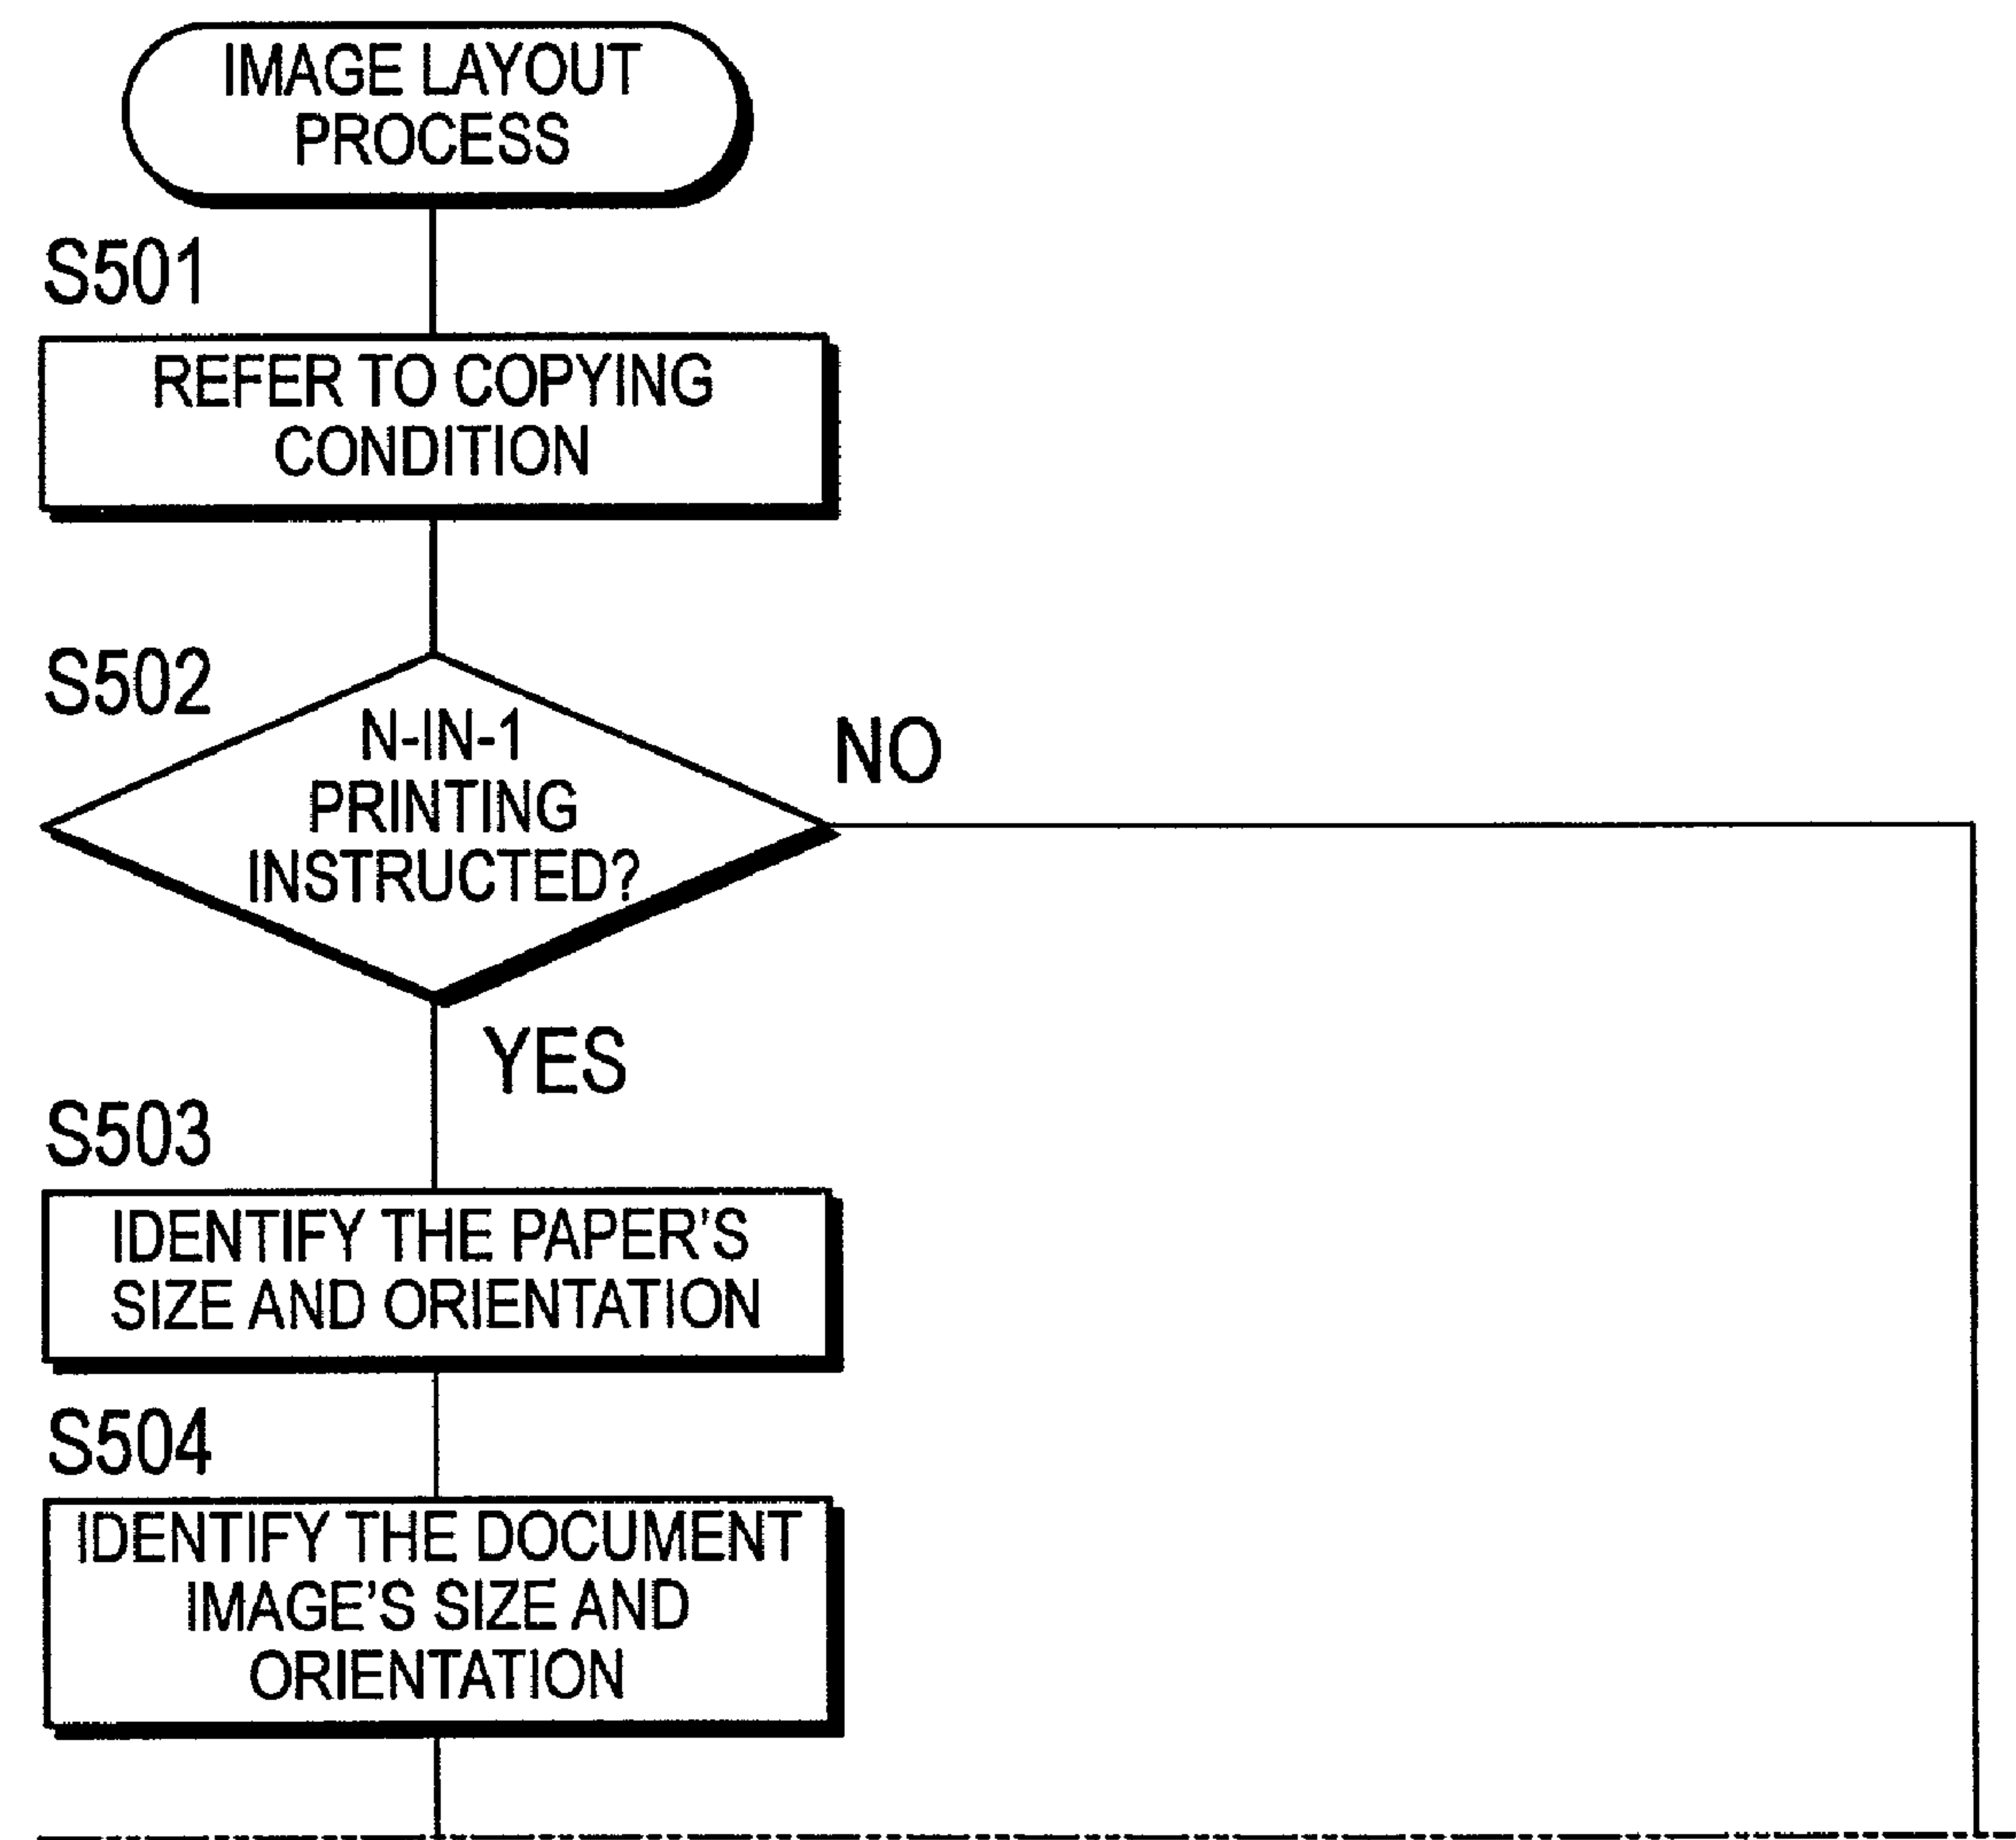 IMAGE LAYOUT
PROCESS
S501
REFER TO COPYING
CONDITION
S502
N-IN-1
PRINTING
INSTRUCTED?
NO
YES
S503
IDENTIFY THE PAPER'S
SIZE AND ORIENTATION
S504
IDENTIFY THE DOCUMENT
IMAGE'S SIZE AND
ORIENTATION